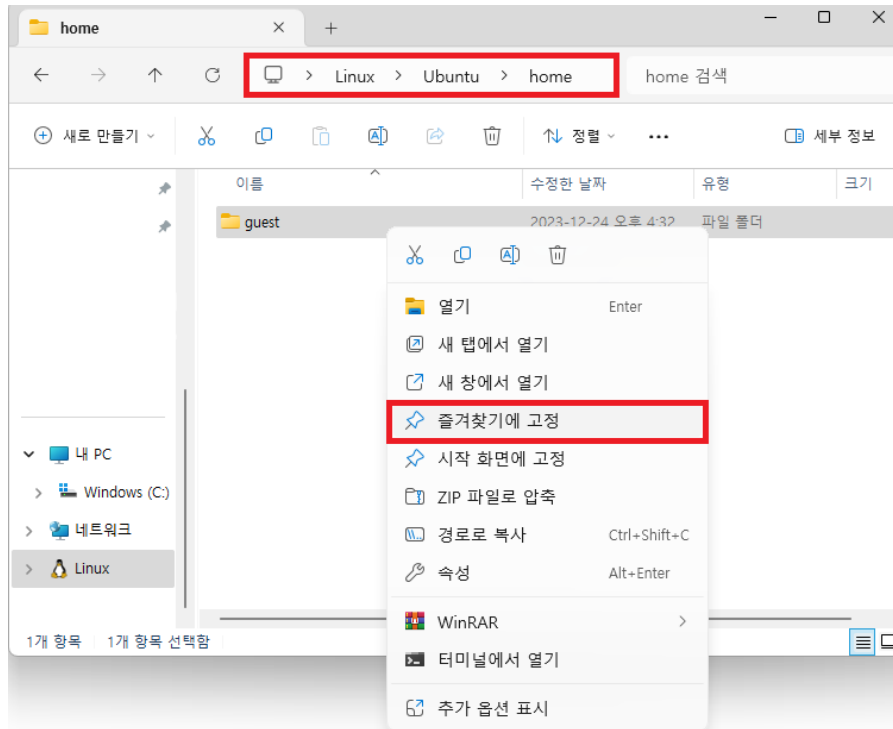 home
Linux > Ubuntu > home
home 검색
새로 만들기
정렬
세부 정보
이름
수정한 날짜
유형
크기
guest
2023-12-24 오후 4:32
파일 폴더
열기 Enter
새 탭에서 열기
새 창에서 열기
즐겨찾기에 고정
시작 화면에 고정
ZIP 파일로 압축
경로로 복사 Ctrl+Shift+C
속성 Alt+Enter
WinRAR
터미널에서 열기
추가 옵션 표시
내 PC
Windows (C:)
네트워크
Linux
1개 항목
1개 항목 선택함